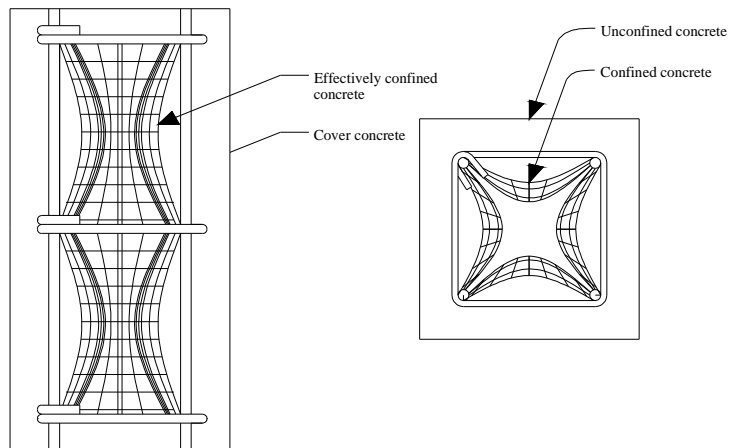 Unconfined concrete
Effectively confined
concrete
Confined concrete
Cover concrete